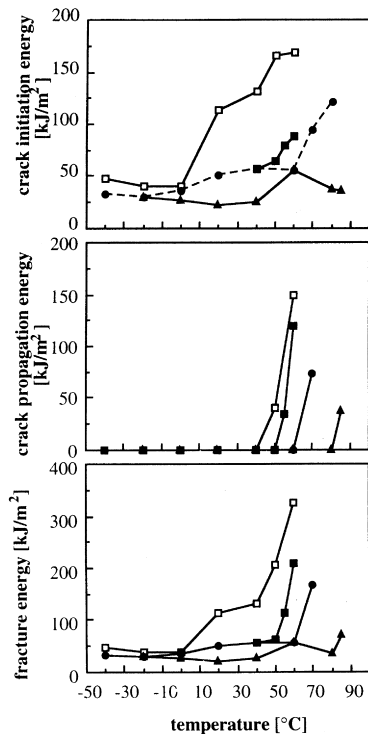 crack initiation energy
[kJ/m²]
200
150
100
50
0
crack propagation energy
[kJ/m²]
200
150
100
50
0
fracture energy [kJ/m²]
400
300
200
100
0
-50 -30 -10 10 30 50 70 90
temperature [°C]